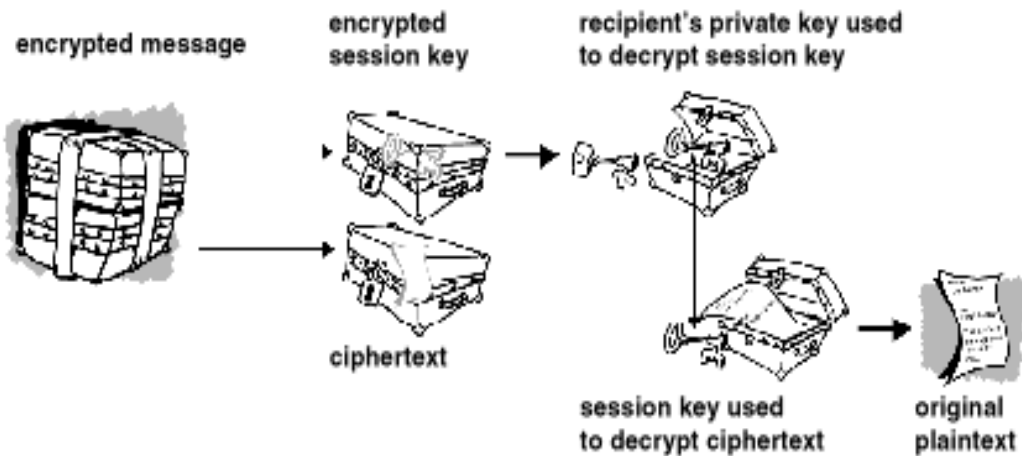 encrypted message
encrypted
session key
recipient's private key used
to decrypt session key
ciphertext
session key used
to decrypt ciphertext
original
plaintext